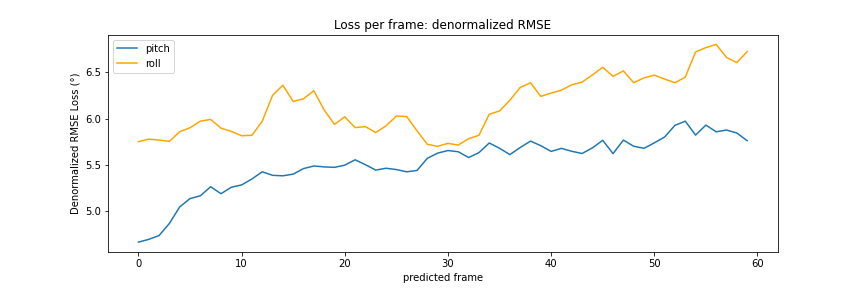 Loss per frame: denormalized RMSE
pitch
roll
Denormalized RMSE Loss (°)
6.5
6.0
5.5
5.0
0 10 20 30 40 50 60
predicted frame